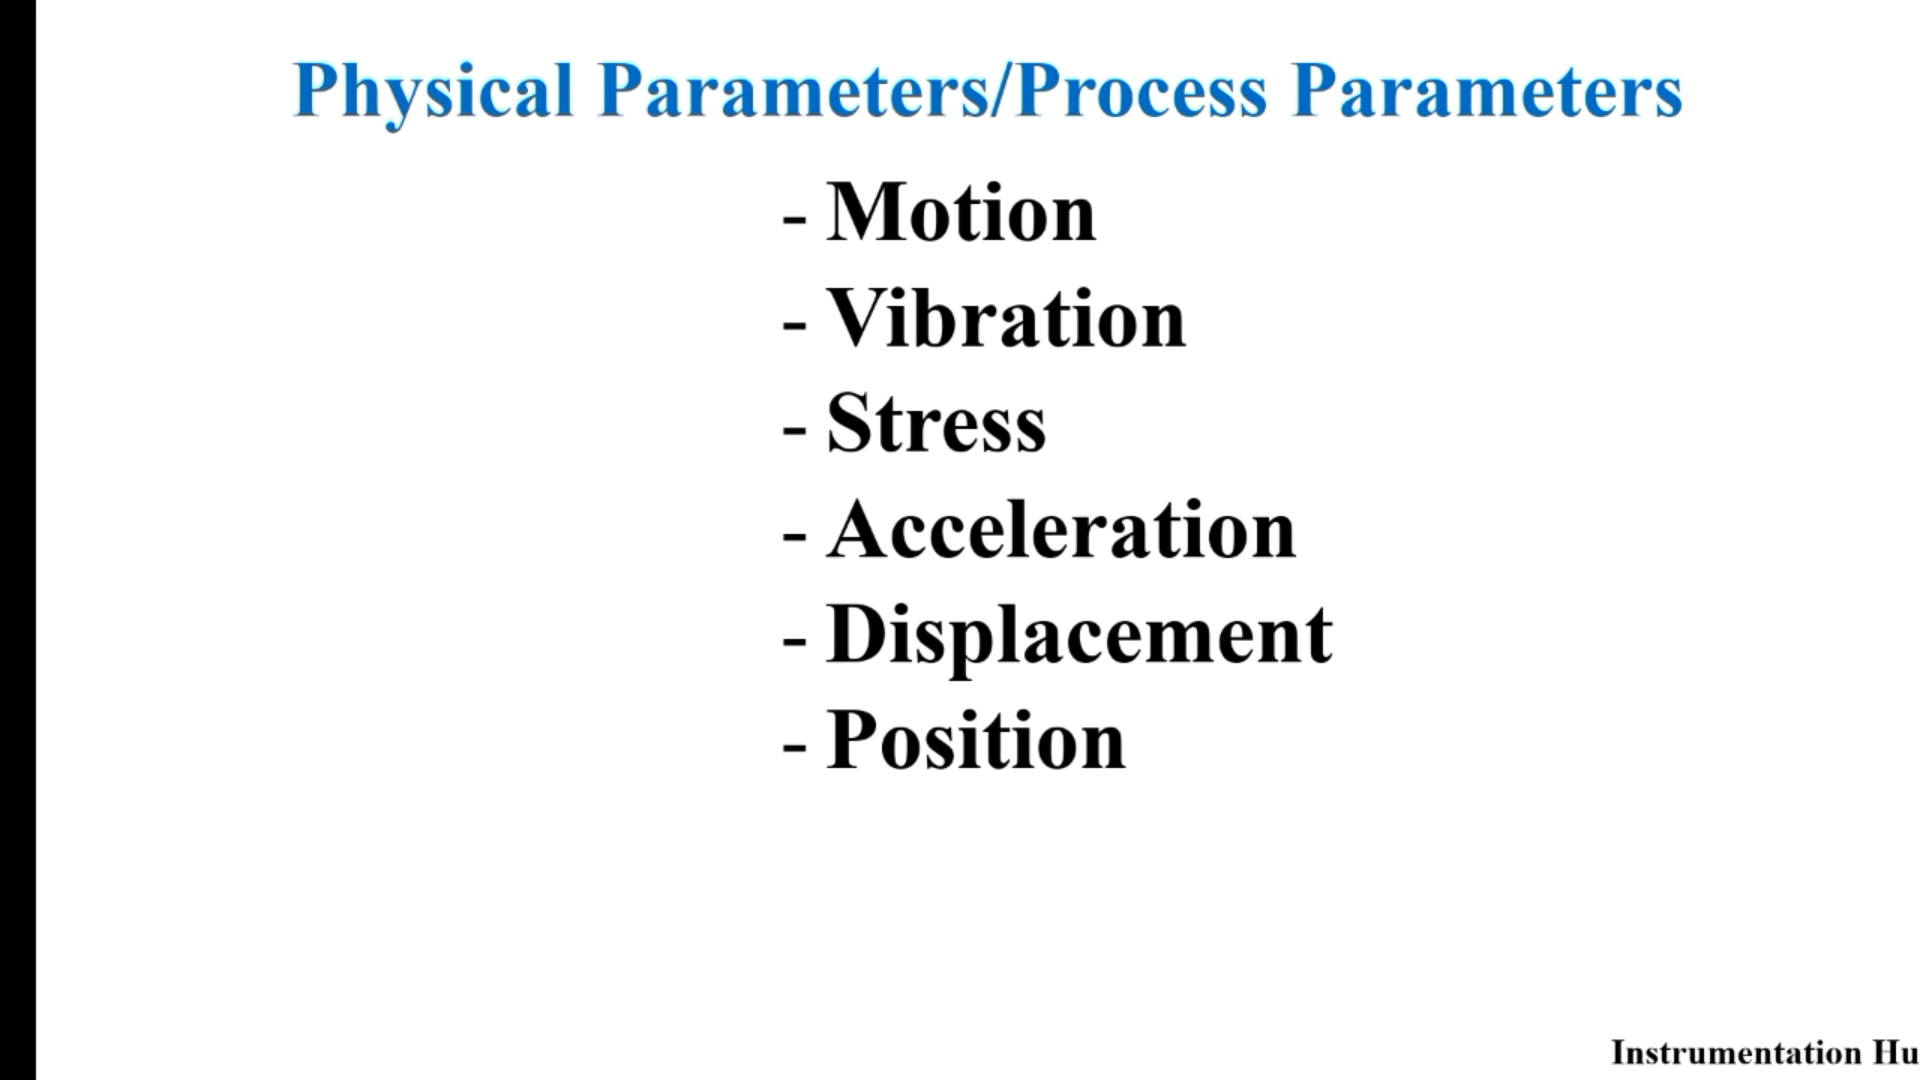 Physical Parameters/Process Parameters
- Motion
- Vibration
- Stress
- Acceleration
- Displacement
- Position
Instrumentation Hu